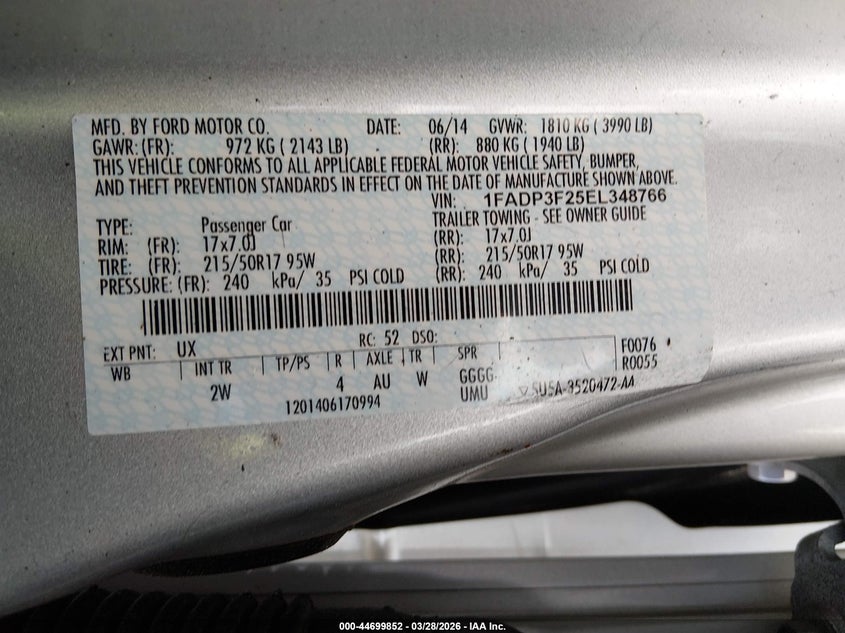 MFD. BY FORD MOTOR CO. DATE: 06/14 GVWR: 1810 KG ( 3990 LB)
GAWR: (FR): 972 KG ( 2143 LB) (RR): 880 KG ( 1940 LB)
THIS VEHICLE CONFORMS TO ALL APPLICABLE FEDERAL MOTOR VEHICLE SAFETY, BUMPER,
AND THEFT PREVENTION STANDARDS IN EFFECT ON THE DATE OF MANUFACTURE SHOWN ABOVE.
VIN: 1FADP3F25EL348766
TYPE: Passenger Car TRAILER TOWING - SEE OWNER GUIDE
RIM: (FR): 17x7.0J (RR): 17x7.0J
TIRE: (FR): 215/50R17 95W (RR): 215/50R17 95W
PRESSURE: (FR): 240 kPa/ 35 PSI COLD (RR): 240 kPa/ 35 PSI COLD
EXT PNT: UX RC: 52 DSO: F0076
WB INT TR TP/PS R AXLE TR SPR R0055
2W 4 AU W GGGG
UMU 5U5A-3520472-AA
1201406170994
000-44699852 - 03/28/2026 - IAA Inc.